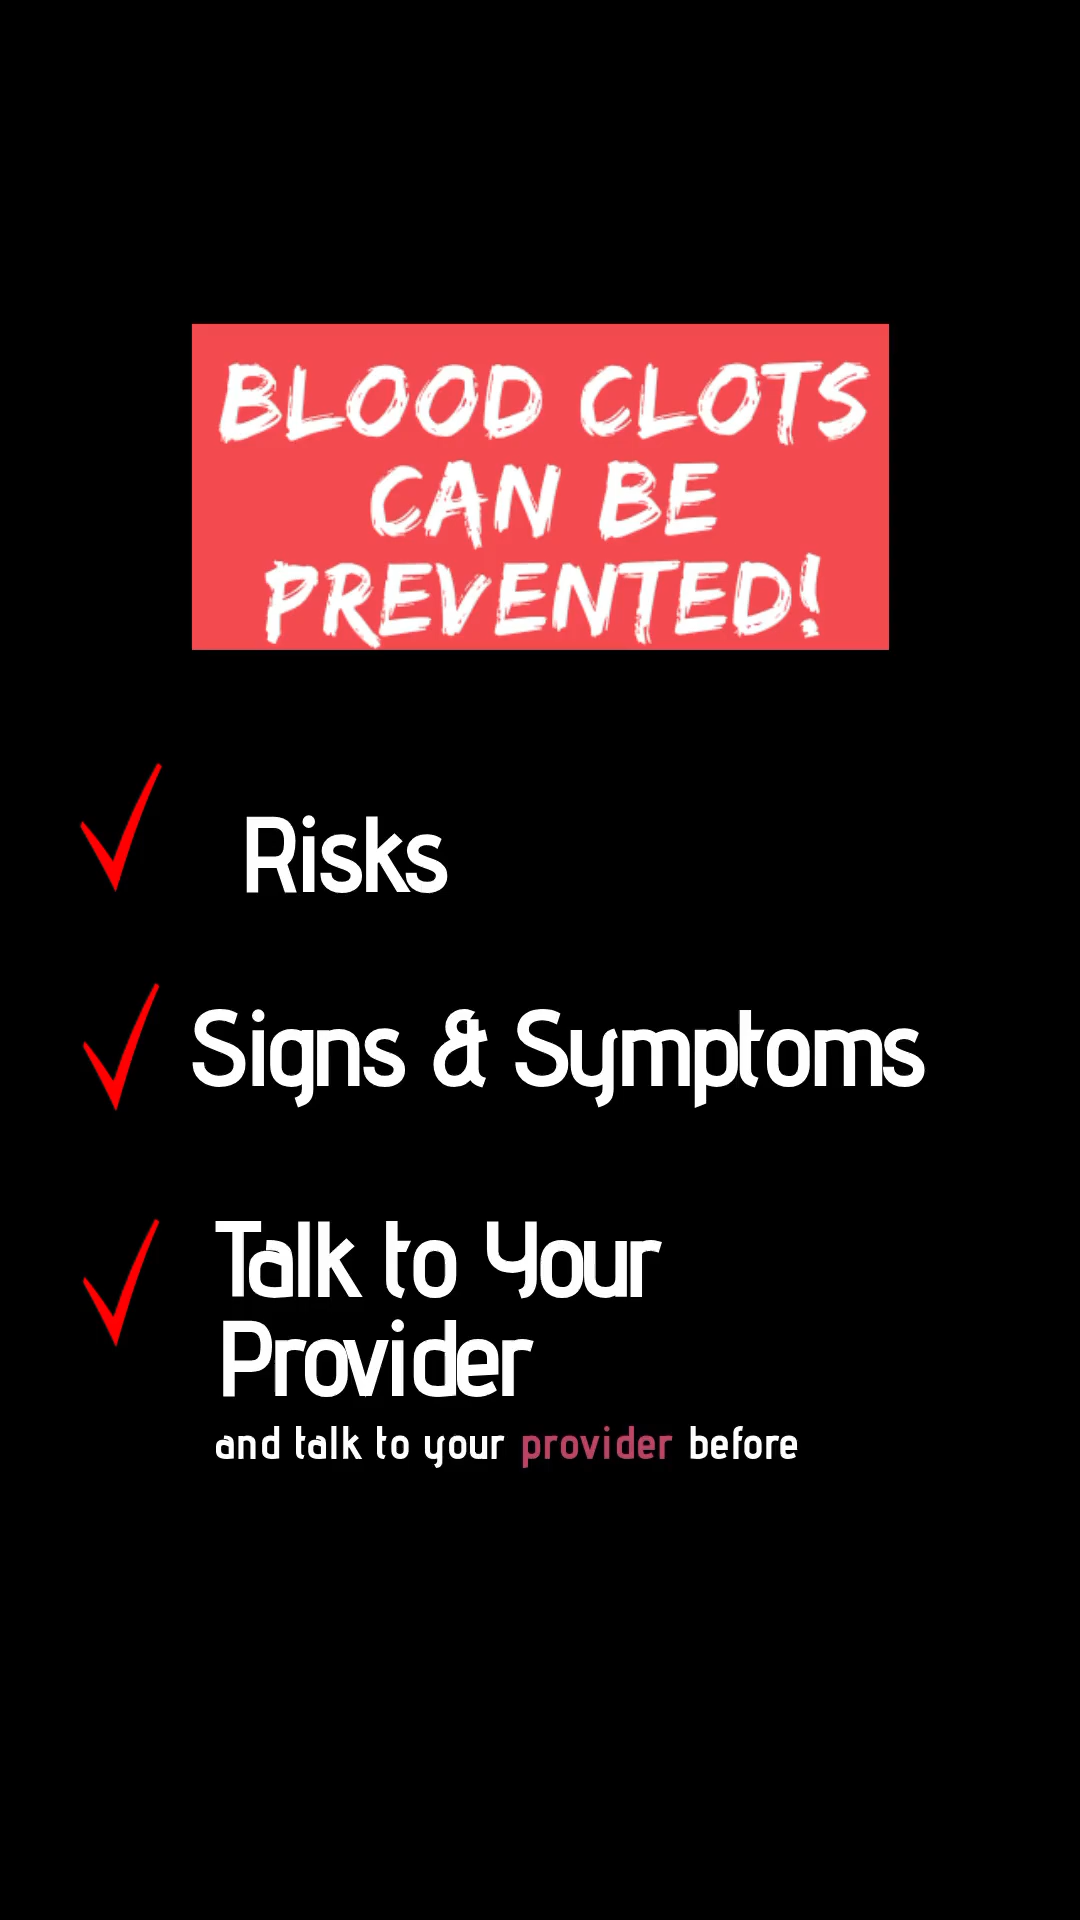 BLOOD CLOTS
CAN BE
PREVENTED!
Risks
Signs & Symptoms
Talk to Your
Provider
and talk to your provider before